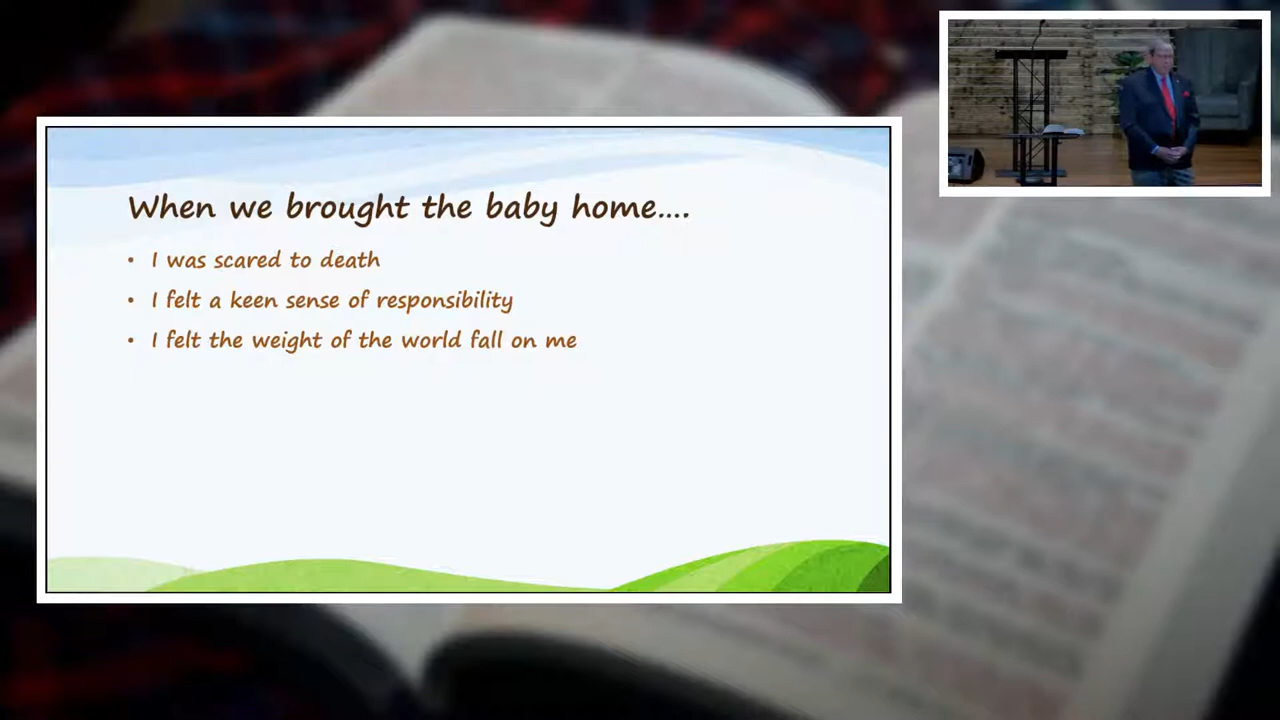 When we brought the baby home....
• I was scared to death
• I felt a keen sense of responsibility
• I felt the weight of the world fall on me